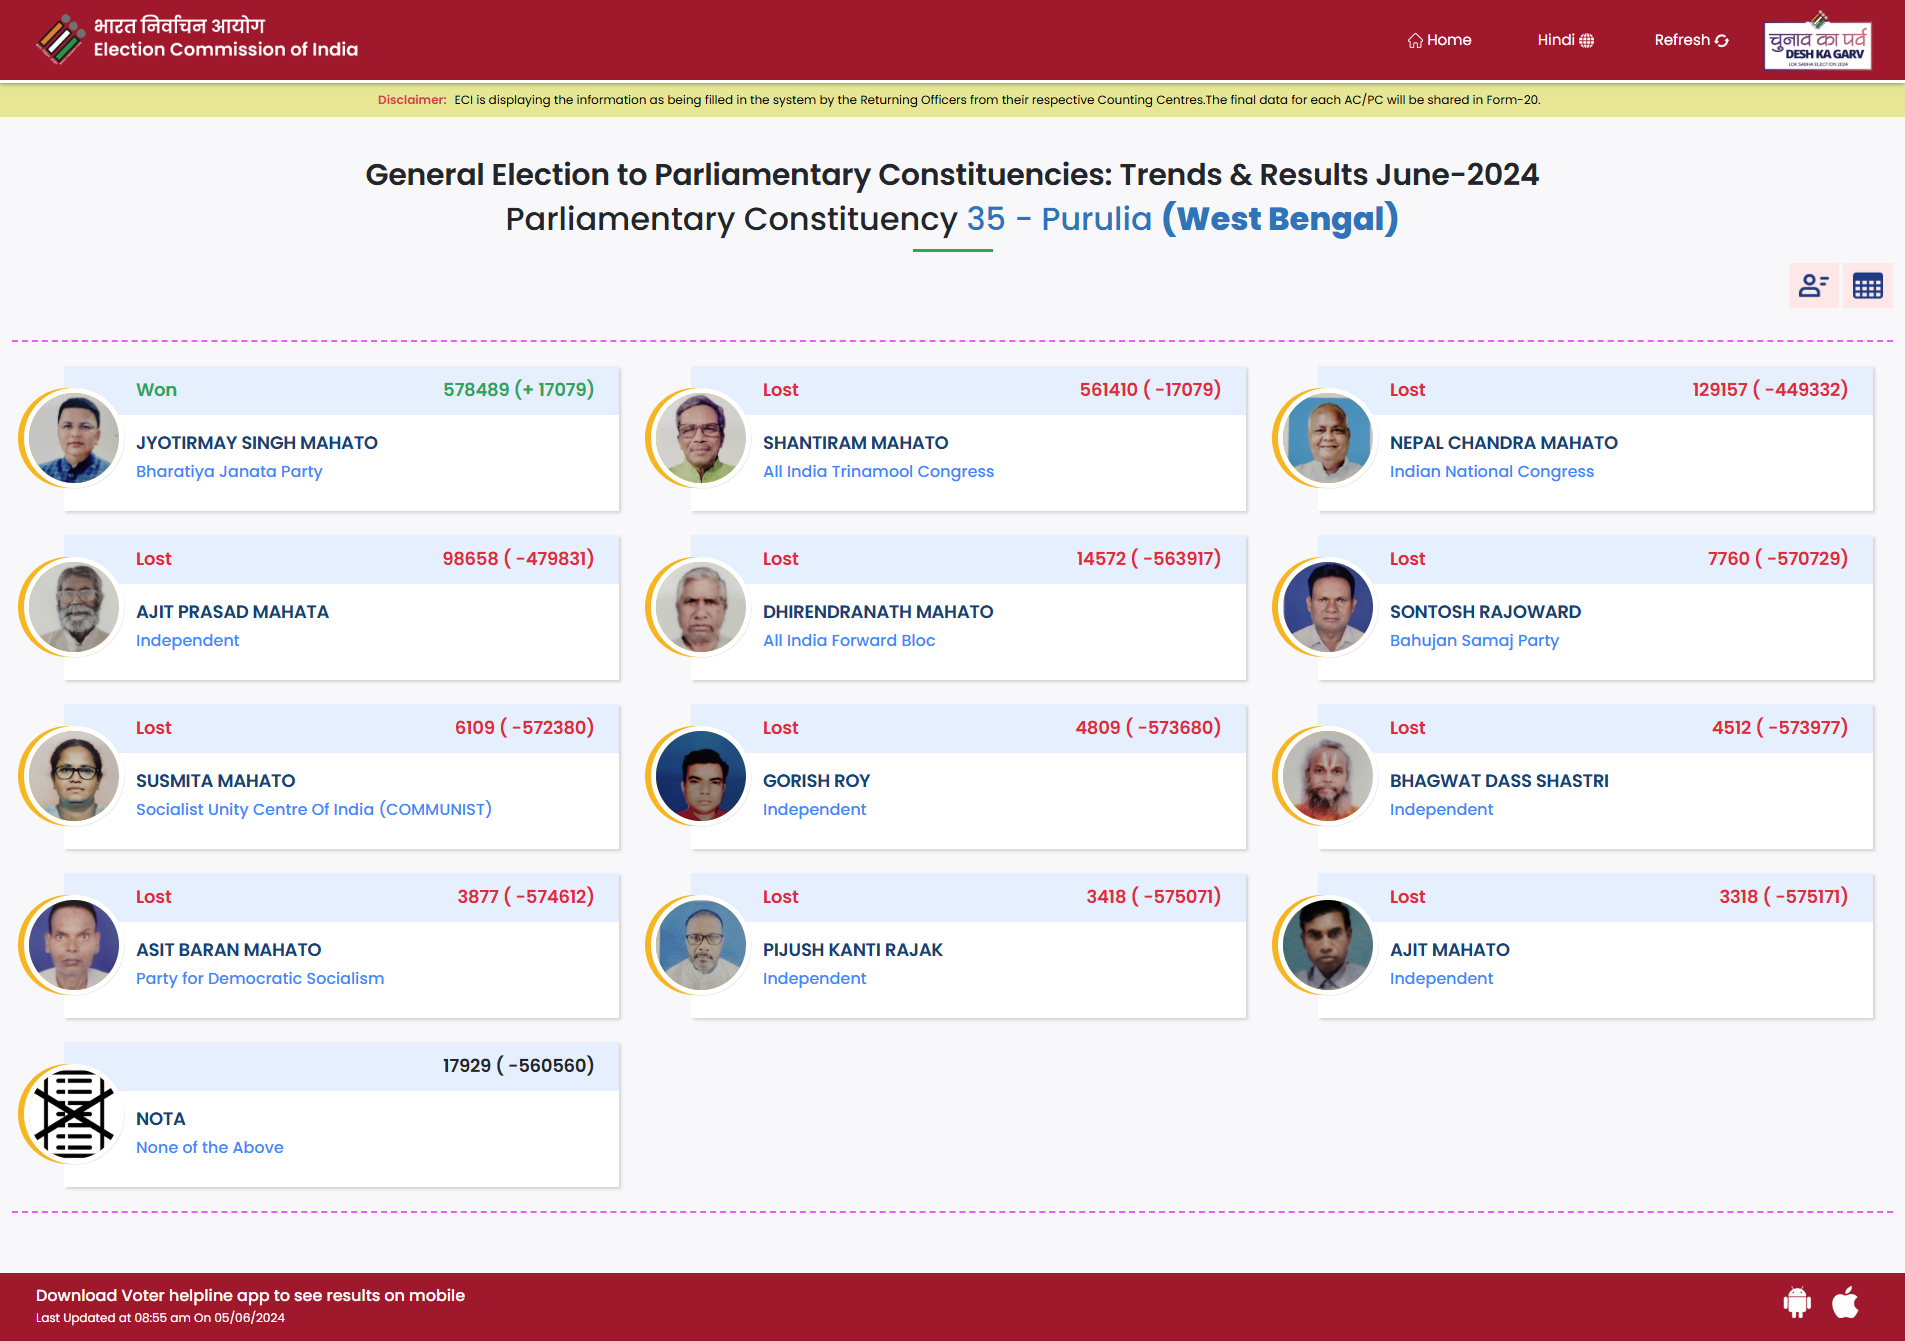 भारत निर्वाचन आयोग
Election Commission of India
Home
Hindi
Refresh
चुनाव का पर्व
DESH KA GARV
LOK SABHA ELECTION 2024
Disclaimer: ECI is displaying the information as being filled in the system by the Returning Officers from their respective Counting Centres.The final data for each AC/PC will be shared in Form-20.
General Election to Parliamentary Constituencies: Trends & Results June-2024
Parliamentary Constituency 35 - Purulia (West Bengal)
Won 578489 (+ 17079)
JYOTIRMAY SINGH MAHATO
Bharatiya Janata Party
Lost 561410 ( -17079)
SHANTIRAM MAHATO
All India Trinamool Congress
Lost 129157 ( -449332)
NEPAL CHANDRA MAHATO
Indian National Congress
Lost 98658 ( -479831)
AJIT PRASAD MAHATA
Independent
Lost 14572 ( -563917)
DHIRENDRANATH MAHATO
All India Forward Bloc
Lost 7760 ( -570729)
SONTOSH RAJOWARD
Bahujan Samaj Party
Lost 6109 ( -572380)
SUSMITA MAHATO
Socialist Unity Centre Of India (COMMUNIST)
Lost 4809 ( -573680)
GORISH ROY
Independent
Lost 4512 ( -573977)
BHAGWAT DASS SHASTRI
Independent
Lost 3877 ( -574612)
ASIT BARAN MAHATO
Party for Democratic Socialism
Lost 3418 ( -575071)
PIJUSH KANTI RAJAK
Independent
Lost 3318 ( -575171)
AJIT MAHATO
Independent
17929 ( -560560)
NOTA
None of the Above
Download Voter helpline app to see results on mobile
Last Updated at 08:55 am On 05/06/2024